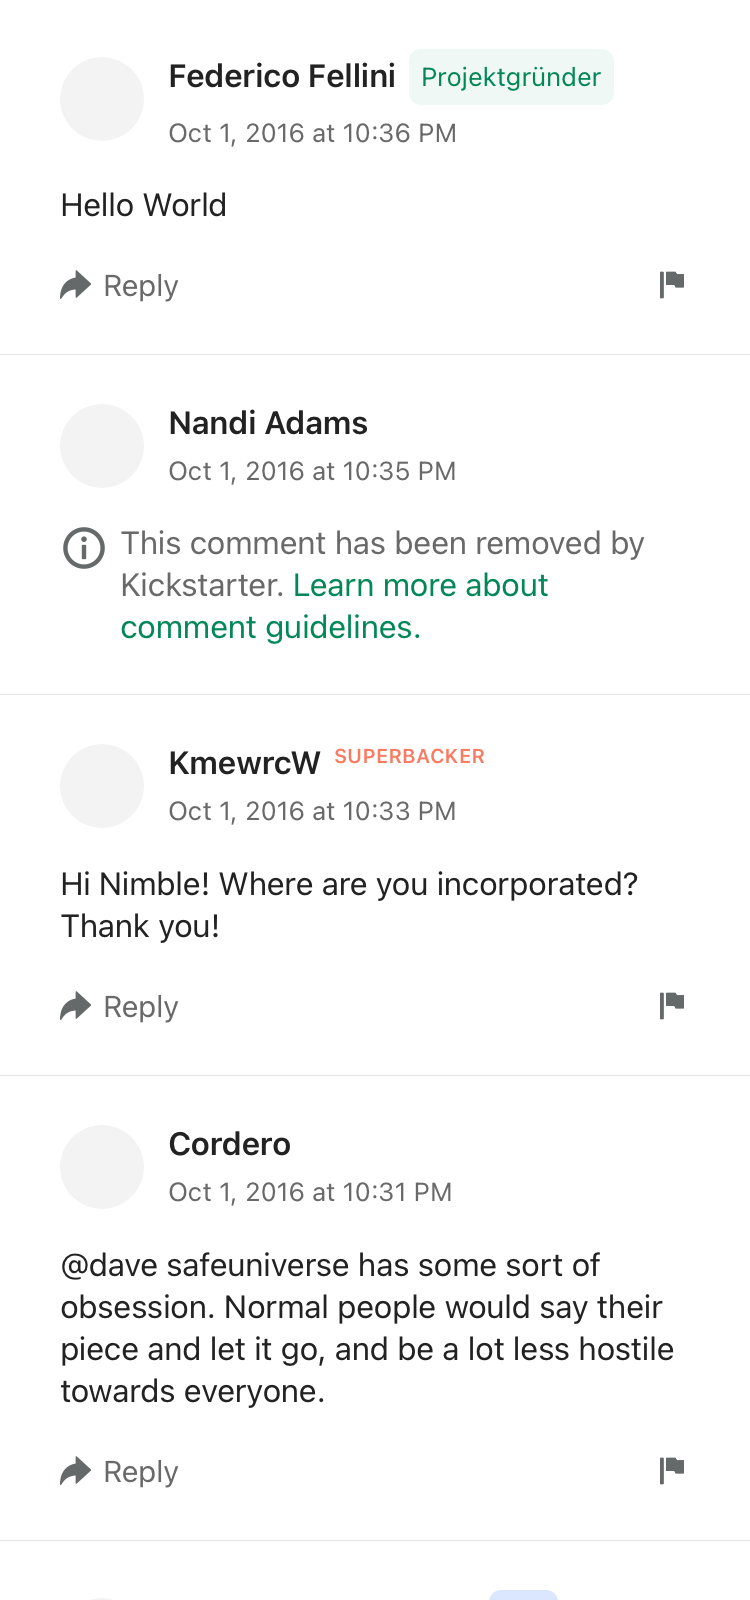 Federico Fellini Projektgründer
Oct 1, 2016 at 10:36 PM
Hello World
Reply
Nandi Adams
Oct 1, 2016 at 10:35 PM
This comment has been removed by
Kickstarter. Learn more about
comment guidelines.
KmewrcW SUPERBACKER
Oct 1, 2016 at 10:33 PM
Hi Nimble! Where are you incorporated?
Thank you!
Reply
Cordero
Oct 1, 2016 at 10:31 PM
@dave safeuniverse has some sort of
obsession. Normal people would say their
piece and let it go, and be a lot less hostile
towards everyone.
Reply